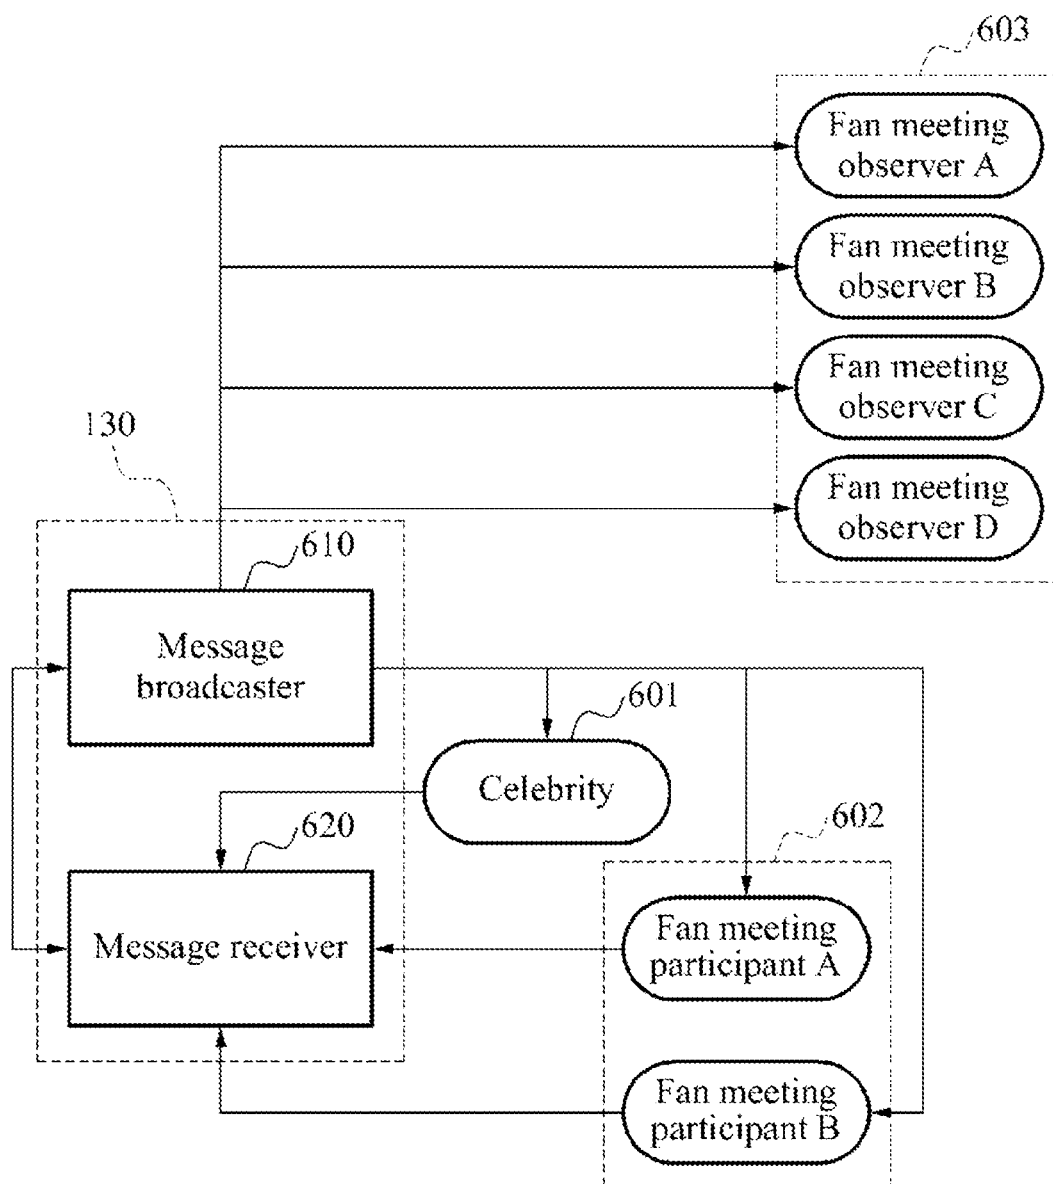 603
Fan meeting
observer A
Fan meeting
observer B
Fan meeting
observer C
130
Fan meeting
observer D
610
Message
broadcaster
601
Celebrity
620
602
Message receiver
Fan meeting
participant A
Fan meeting
participant B